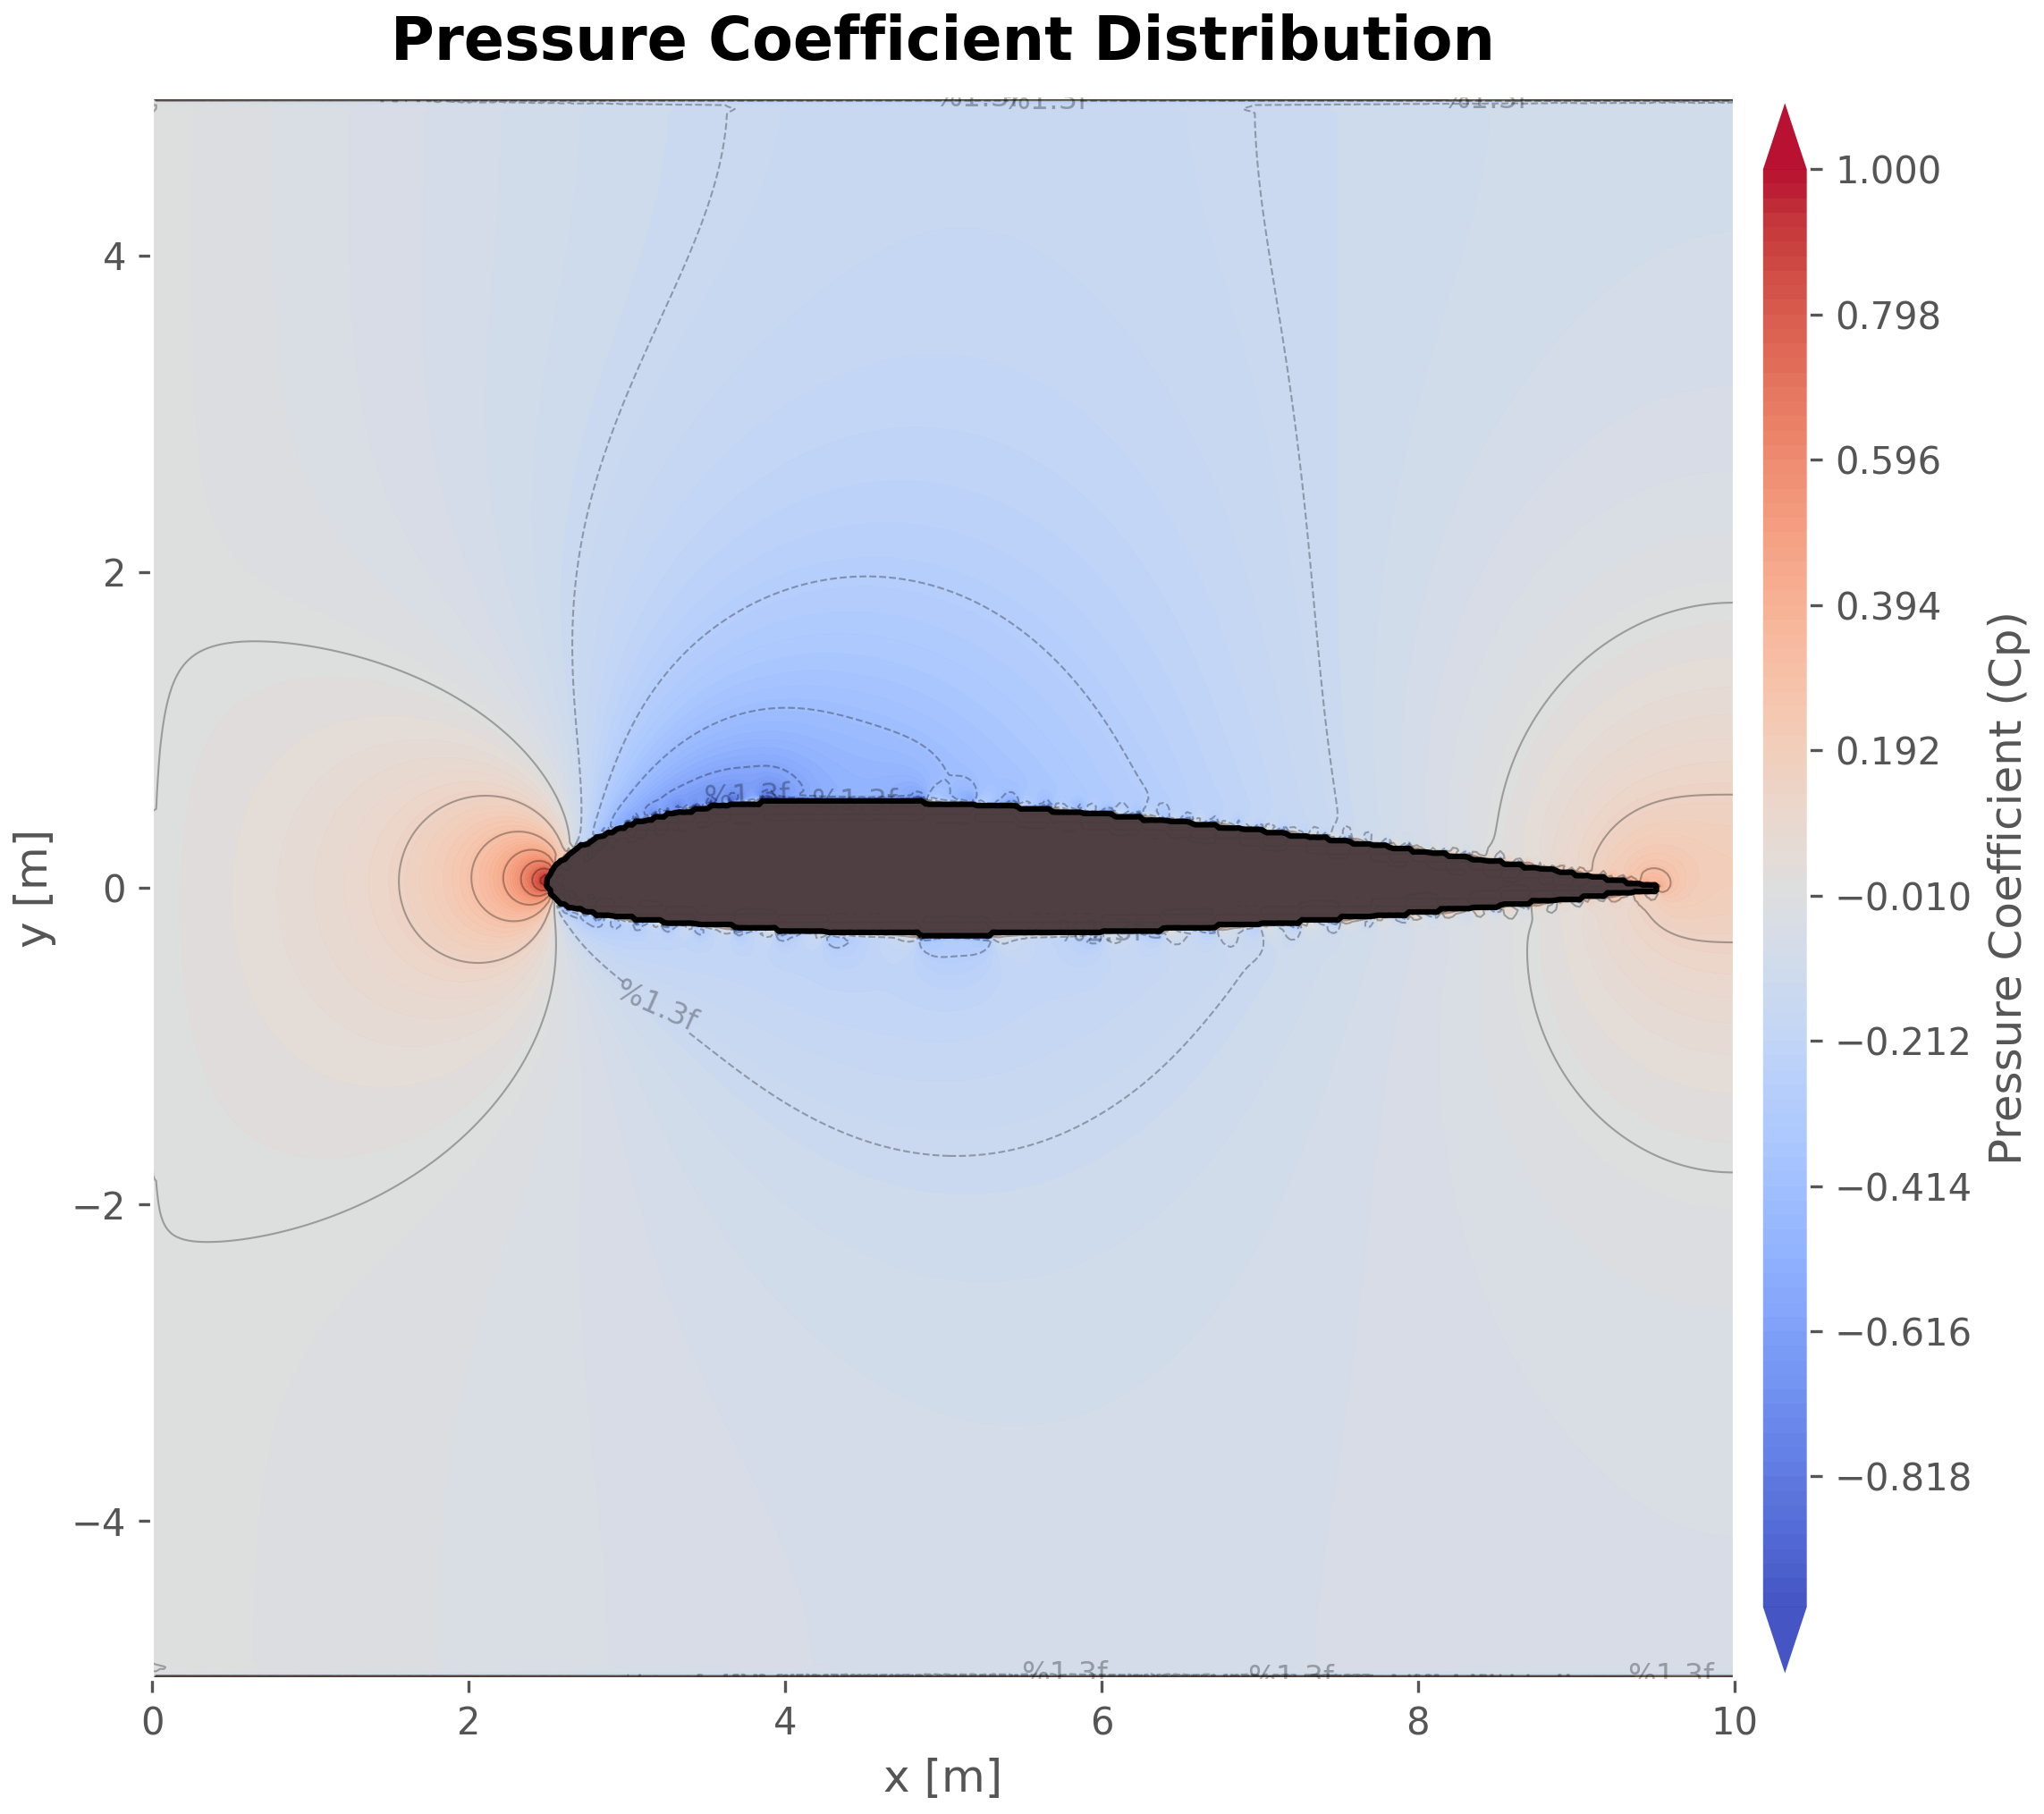 Pressure Coefficient Distribution
%1.3f %1.3f %1.3f
1.000
4
0.798
0.596
2
0.394
0.192
%1.3f %1.3f
0
−0.010
%1.3f
−0.212
−2
−0.414
−0.616
−0.818
−4
%1.3f %1.3f %1.3f
0 2 4 6 8 10
x [m]
y [m]
Pressure Coefficient (Cp)